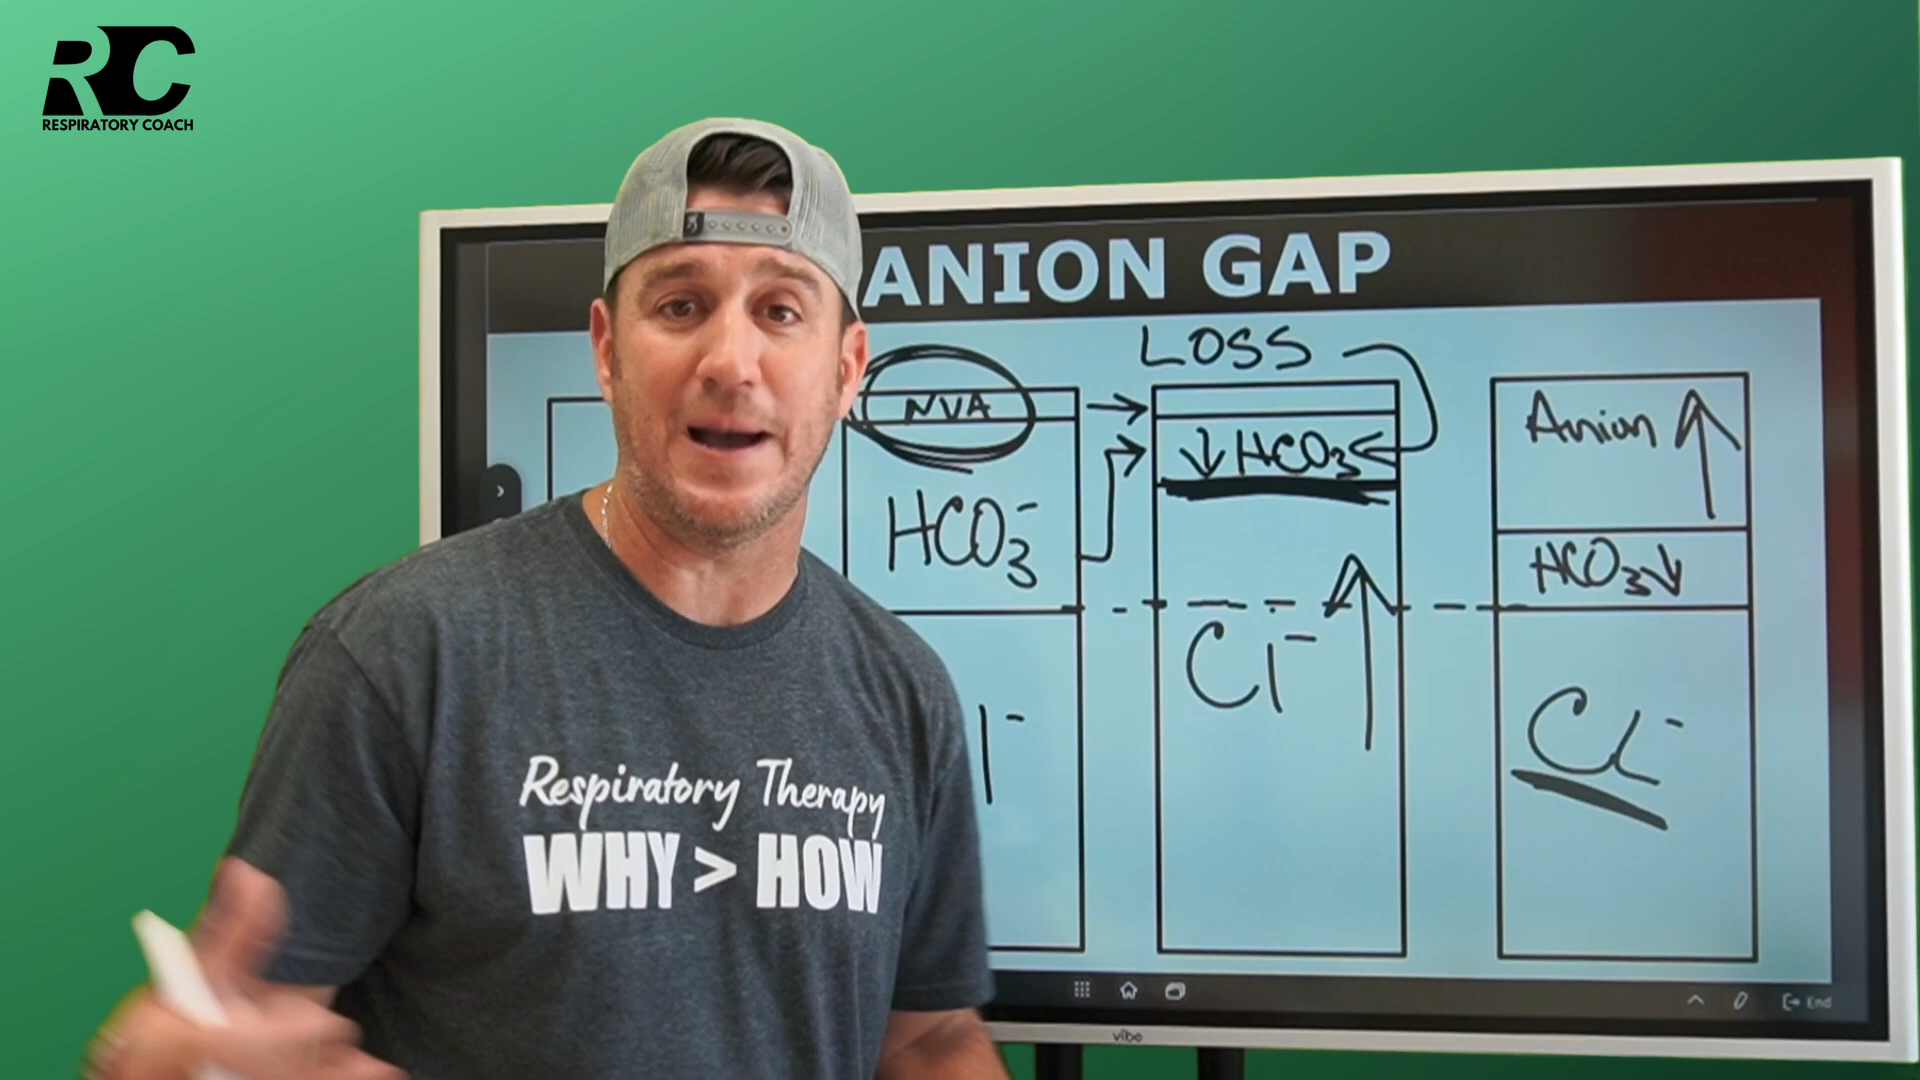 RC
RESPIRATORY COACH
ANION GAP
LOSS
NVA
HCO₃⁻
l⁻
↓ HCO₃
Cl⁻ ↑
Anion ↑
HCO₃ ↓
Cl⁻
Respiratory Therapy
WHY > HOW
End
vibe